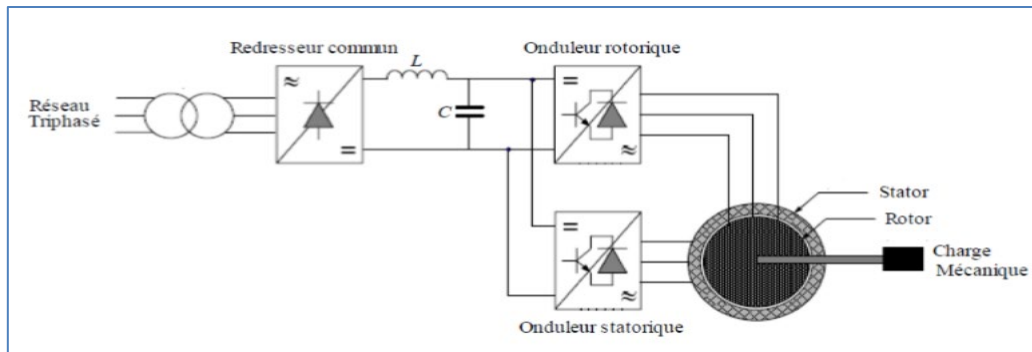 Redresseur commun
Onduleur rotorique
L
Réseau
Triphasé
C
Stator
Rotor
Charge
Mécanique
Onduleur statorique